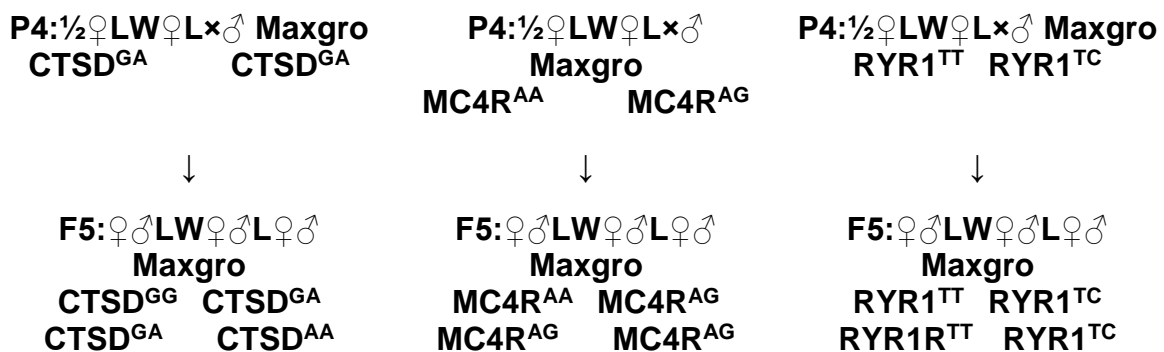 P4:½♀LW♀L×♂ Maxgro
CTSDGA CTSDGA
↓
F5:♀♂LW♀♂L♀♂
Maxgro
CTSDGG CTSDGA
CTSDGA CTSDAA
P4:½♀LW♀L×♂
Maxgro
MC4RAA MC4RAG
↓
F5:♀♂LW♀♂L♀♂
Maxgro
MC4RAA MC4RAG
MC4RAG MC4RAG
P4:½♀LW♀L×♂ Maxgro
RYR1TT RYR1TC
↓
F5:♀♂LW♀♂L♀♂
Maxgro
RYR1TT RYR1TC
RYR1RTT RYR1TC